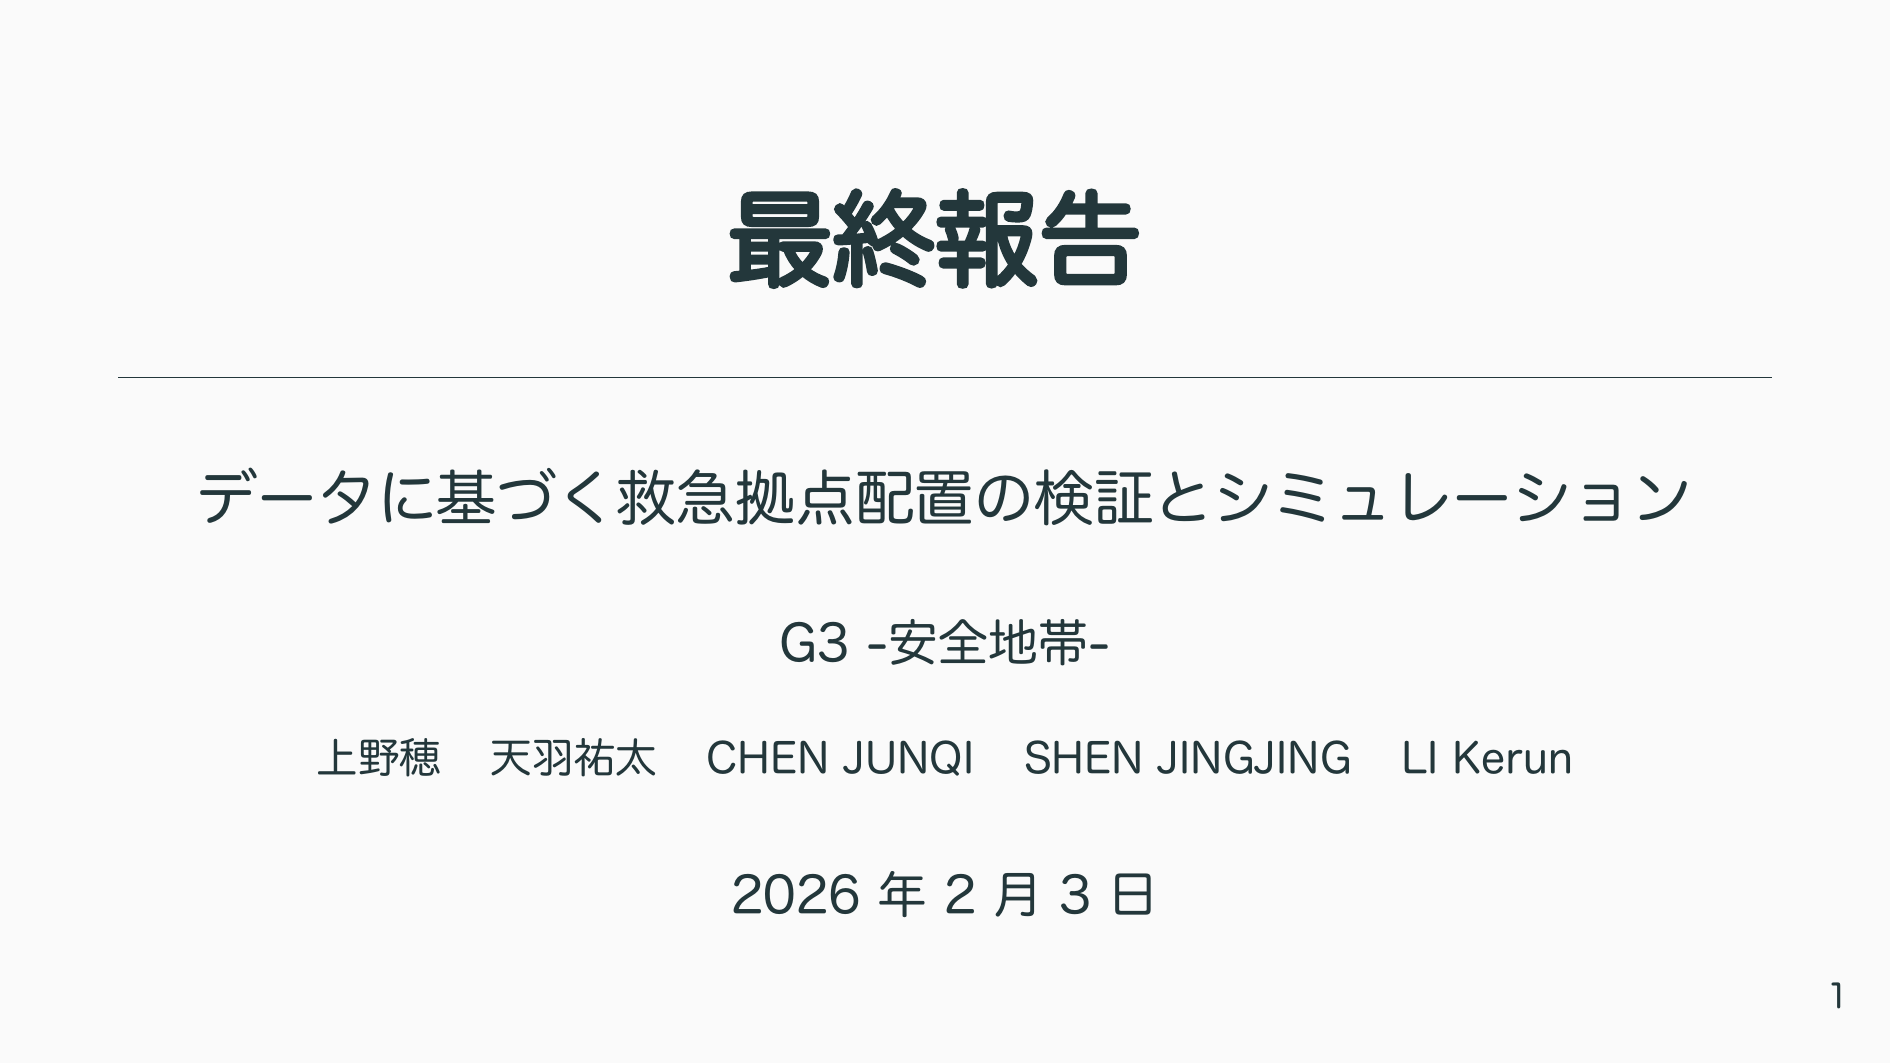 最終報告
データに基づく救急拠点配置の検証とシミュレーション
G3 -安全地帯-
上野穂　天羽祐太　CHEN JUNQI　SHEN JINGJING　LI Kerun
2026 年 2 月 3 日
1